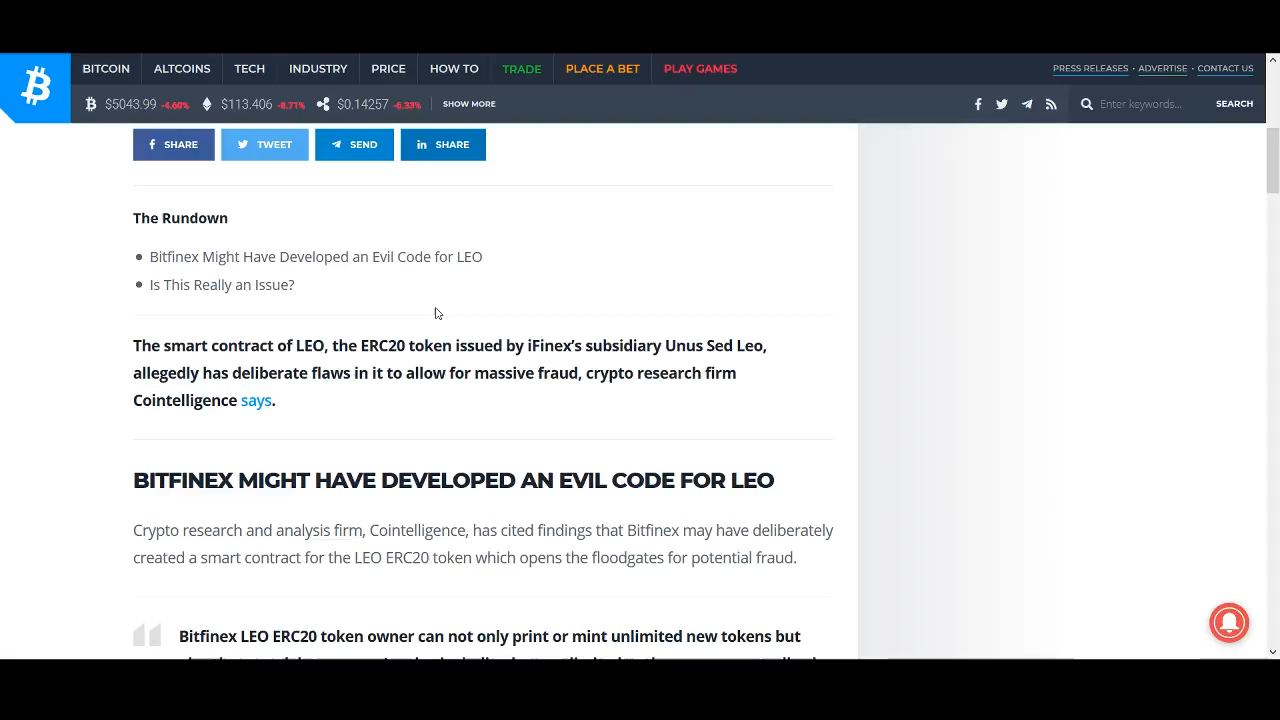 BITCOIN ALTCOINS TECH INDUSTRY PRICE HOW TO TRADE PLACE A BET PLAY GAMES PRESS RELEASES · ADVERTISE · CONTACT US
$5043.99 -4.60% $113.406 -8.71% $0.14257 -6.33% SHOW MORE Enter keywords... SEARCH
SHARE TWEET SEND SHARE
The Rundown
Bitfinex Might Have Developed an Evil Code for LEO
Is This Really an Issue?
The smart contract of LEO, the ERC20 token issued by iFinex's subsidiary Unus Sed Leo,
allegedly has deliberate flaws in it to allow for massive fraud, crypto research firm
Cointelligence says.
BITFINEX MIGHT HAVE DEVELOPED AN EVIL CODE FOR LEO
Crypto research and analysis firm, Cointelligence, has cited findings that Bitfinex may have deliberately
created a smart contract for the LEO ERC20 token which opens the floodgates for potential fraud.
Bitfinex LEO ERC20 token owner can not only print or mint unlimited new tokens but